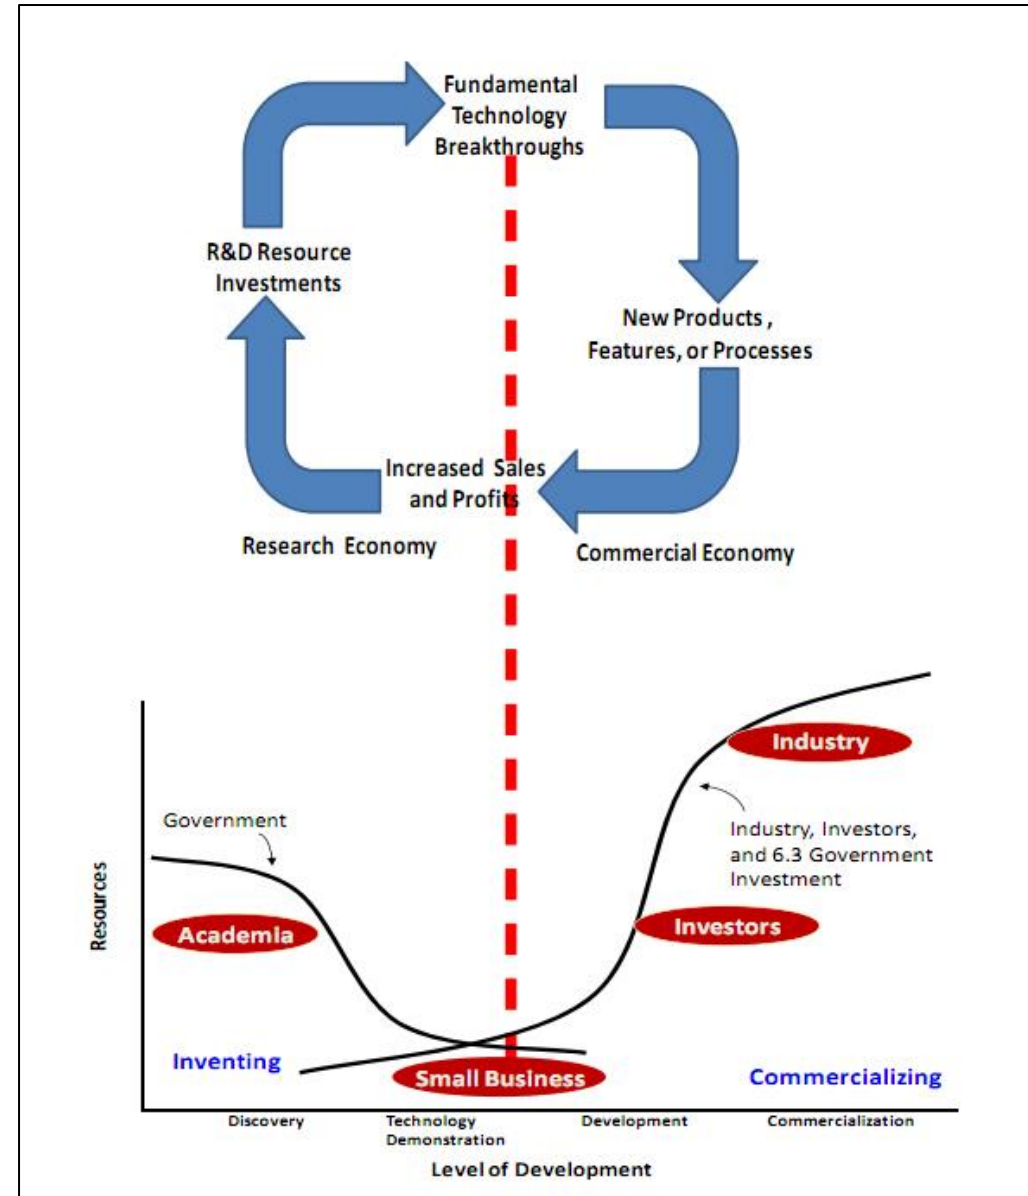 Fundamental
Technology
Breakthroughs
R&D Resource
Investments
New Products ,
Features, or Processes
Increased Sales
and Profits
Research Economy
Commercial Economy
Industry
Government
Industry, Investors,
and 6.3 Government
Investment
Resources
Academia
Investors
Inventing
Small Business
Commercializing
Discovery
Technology
Demonstration
Development
Commercialization
Level of Development